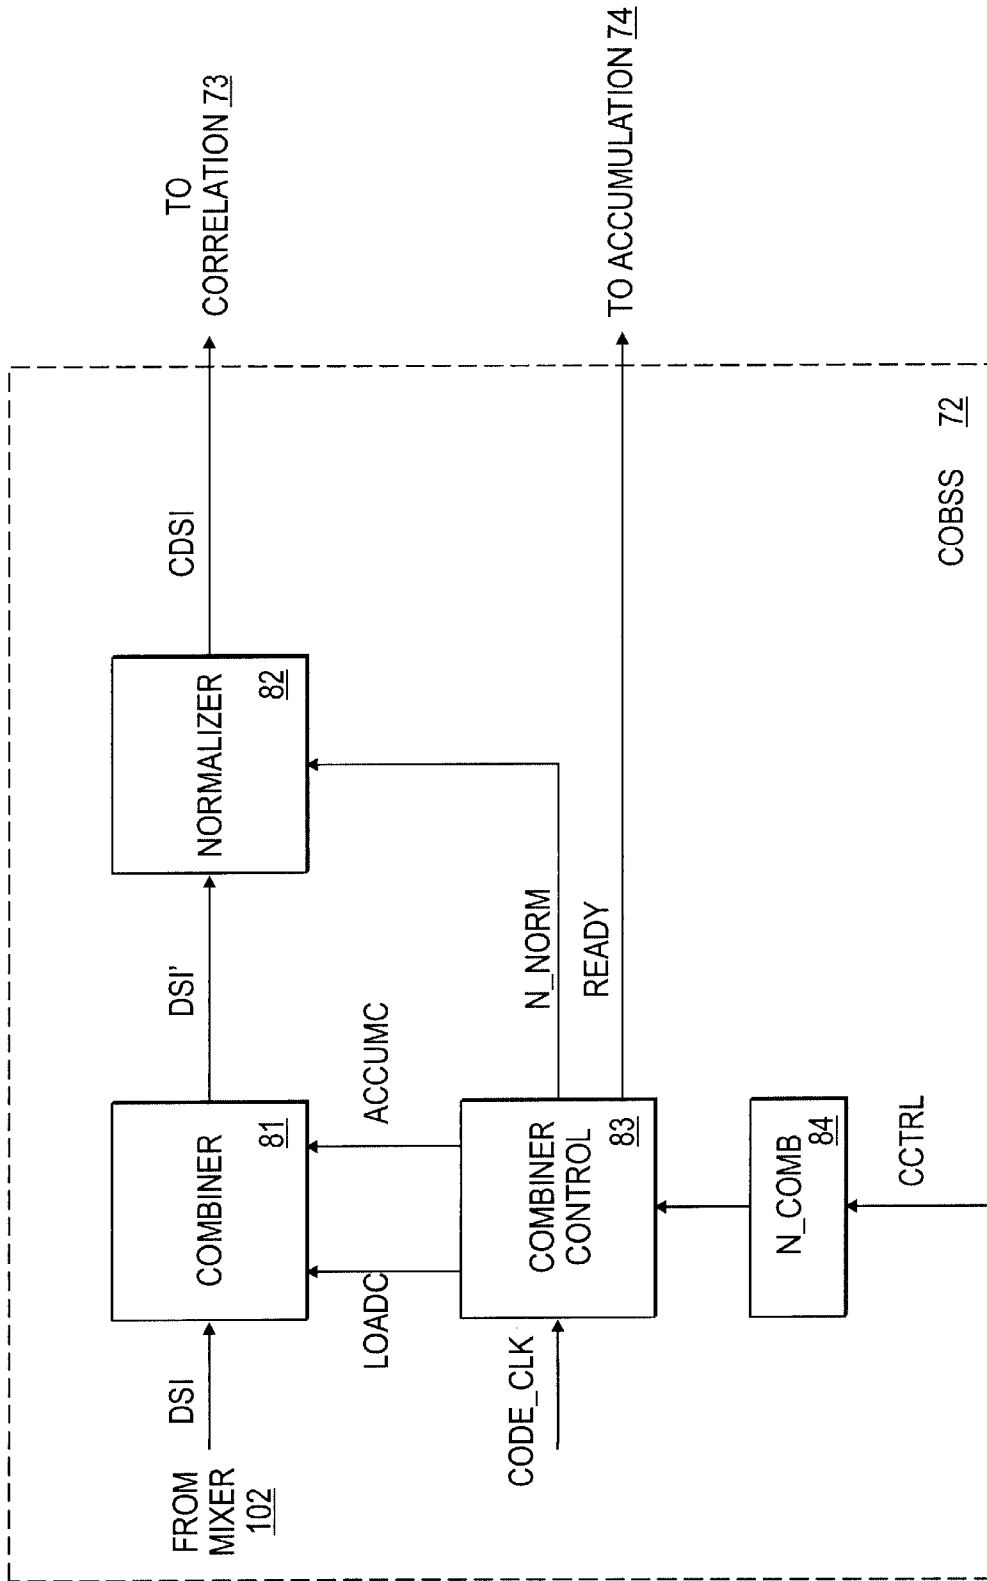 FROM
MIXER
102
DSI
COMBINER
81
DSI'
NORMALIZER
82
CDSI
TO
CORRELATION 73
LOADC
ACCUMC
CODE_CLK
COMBINER
CONTROL
83
N_NORM
READY
TO ACCUMULATION 74
N_COMB
84
CCTRL
COBSS 72